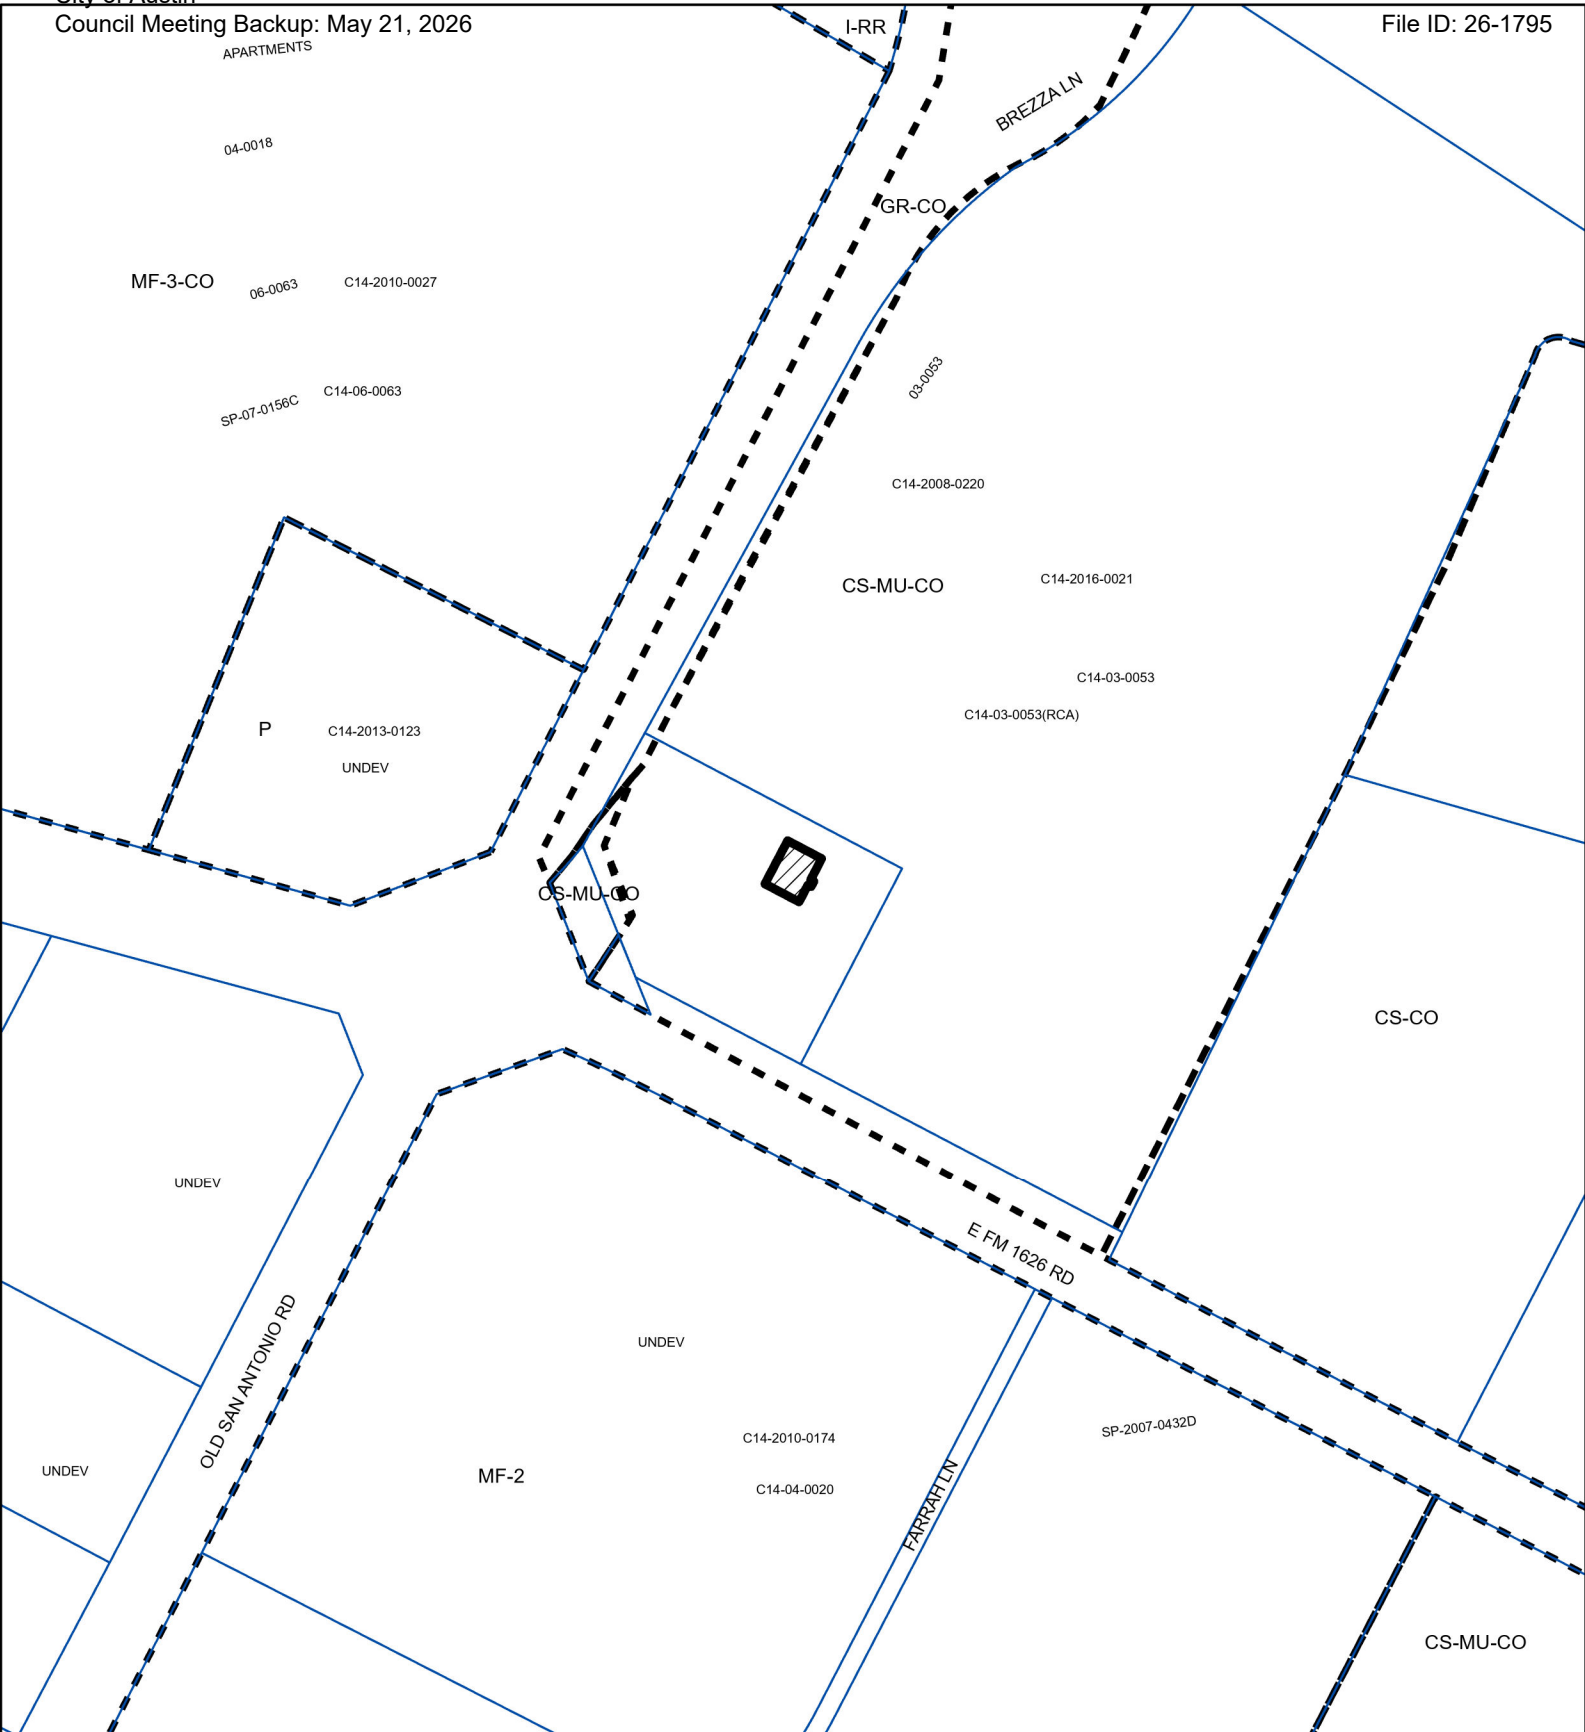 City of Austin
Council Meeting Backup: May 21, 2026
File ID: 26-1795
APARTMENTS
I-RR
BREZZA LN
04-0018
GR-CO
MF-3-CO
06-0063
C14-2010-0027
03-0053
SP-07-0156C
C14-06-0063
C14-2008-0220
CS-MU-CO
C14-2016-0021
C14-03-0053
C14-03-0053(RCA)
P
C14-2013-0123
UNDEV
CS-MU-CO
CS-CO
UNDEV
E FM 1626 RD
OLD SAN ANTONIO RD
UNDEV
C14-2010-0174
SP-2007-0432D
UNDEV
MF-2
C14-04-0020
FARRAH LN
CS-MU-CO